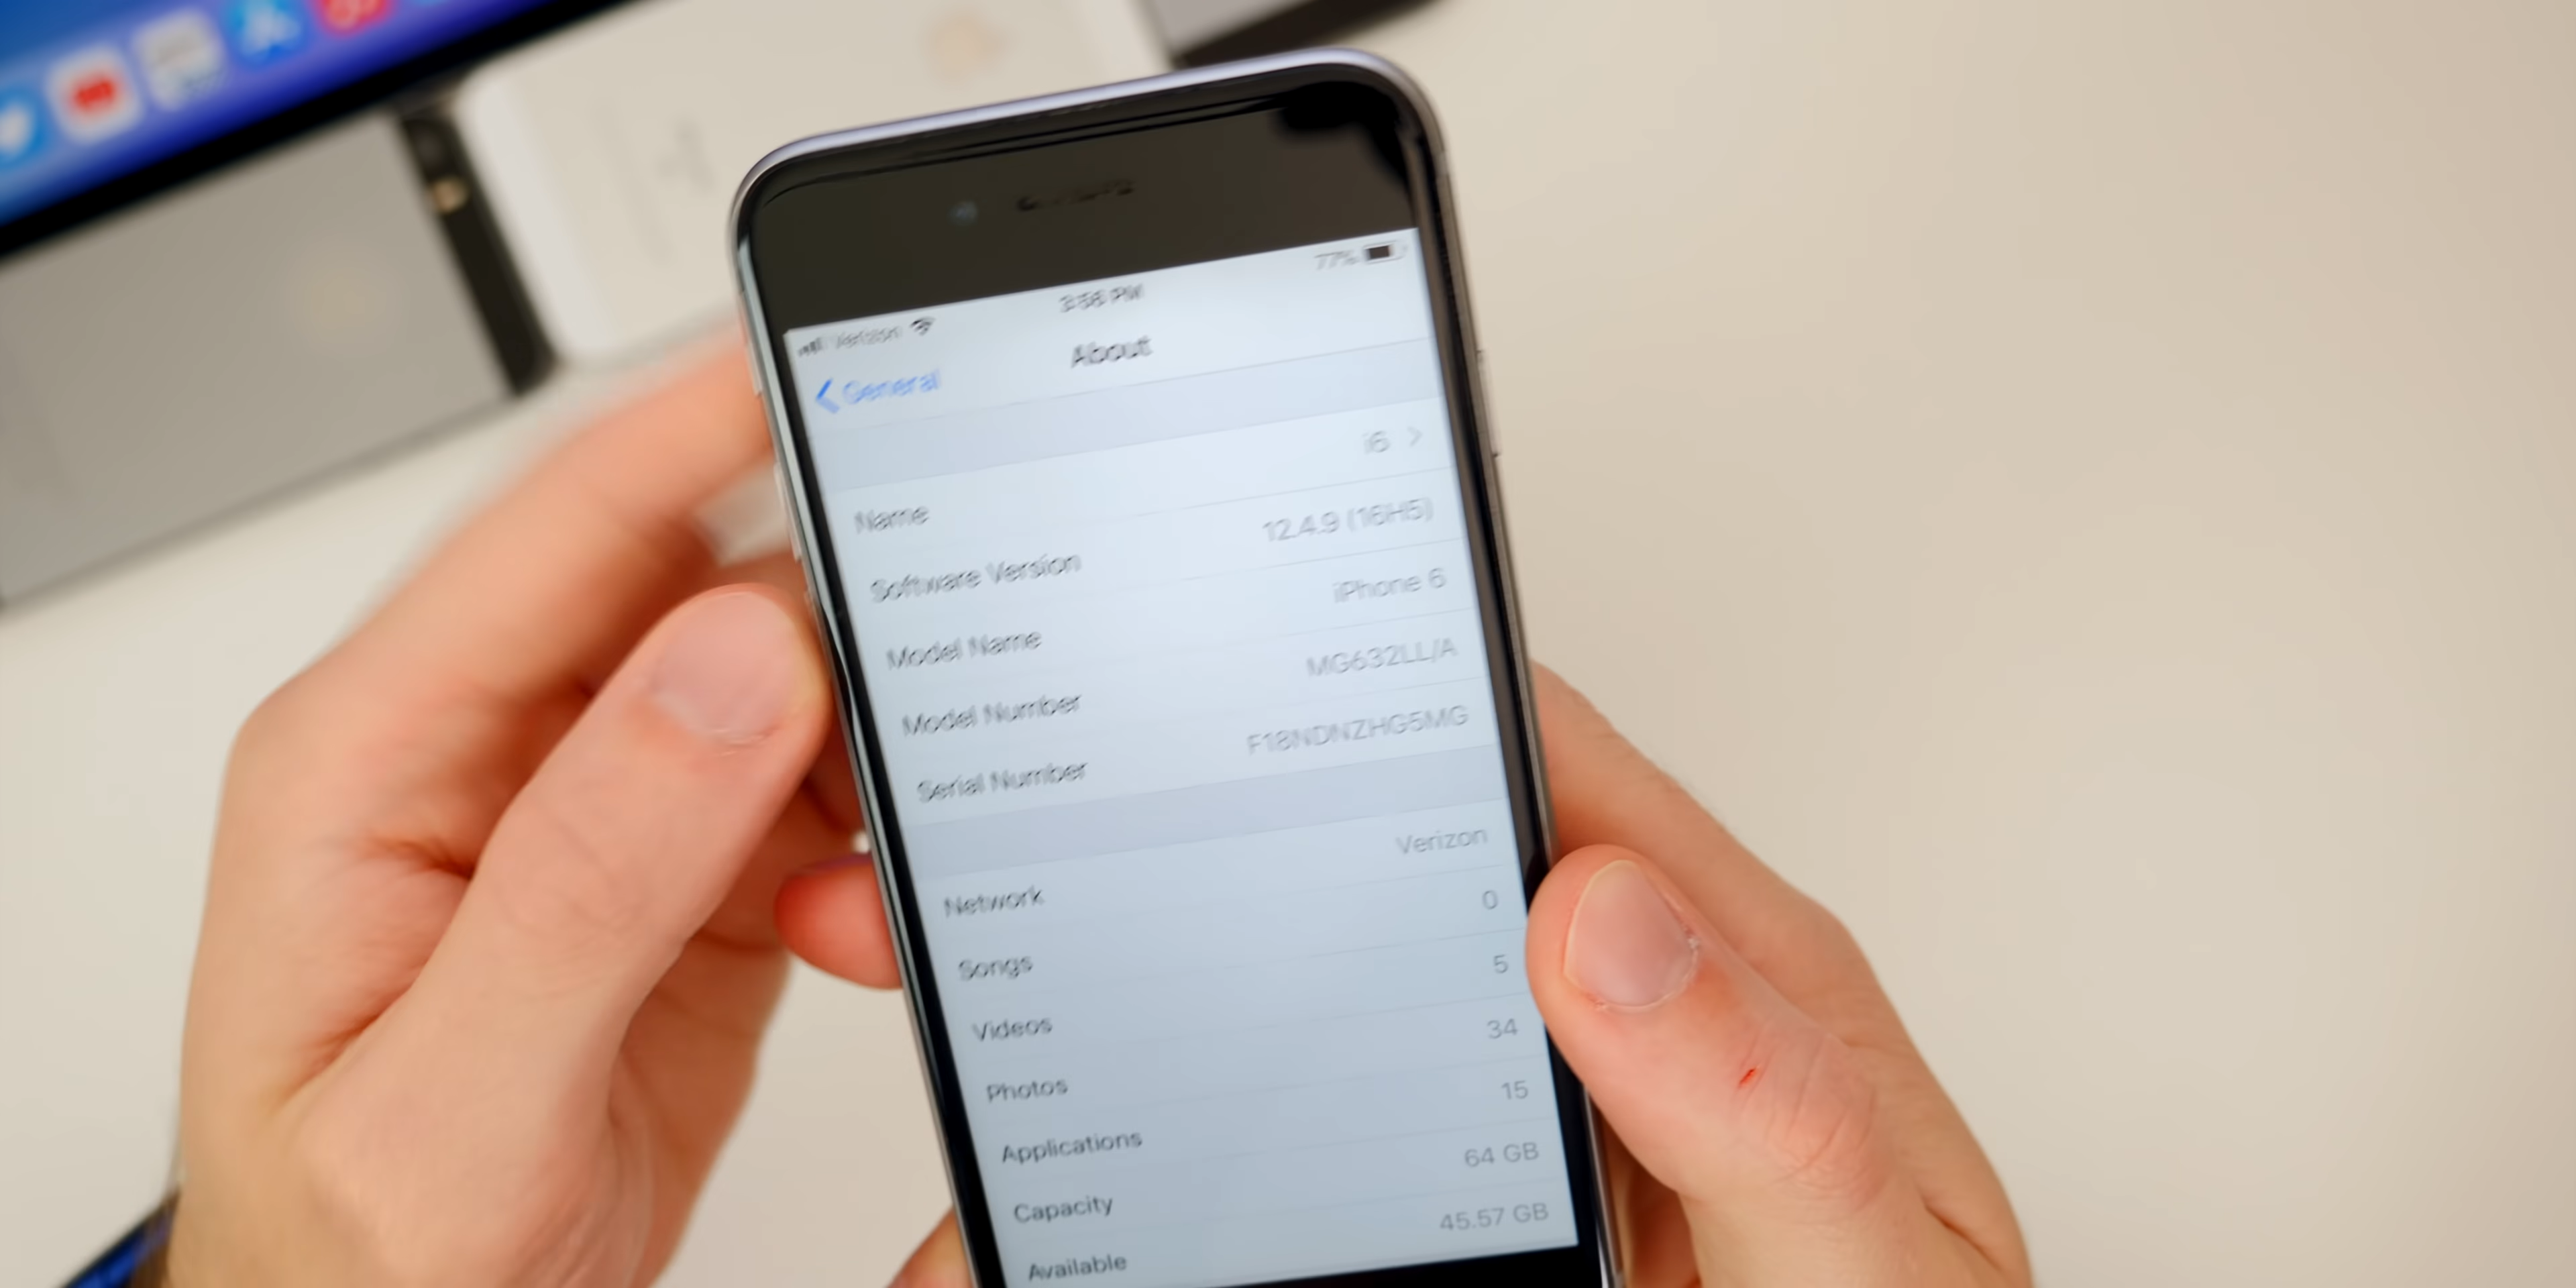 Verizon 3:56 PM 77%
General About
Name i6
Software Version 12.4.9 (16H5)
Model Name iPhone 6
Model Number MG632LL/A
Serial Number F18NDNZHG5MG
Network Verizon
Songs 0
Videos 5
Photos 34
Applications 15
Capacity 64 GB
Available 45.57 GB